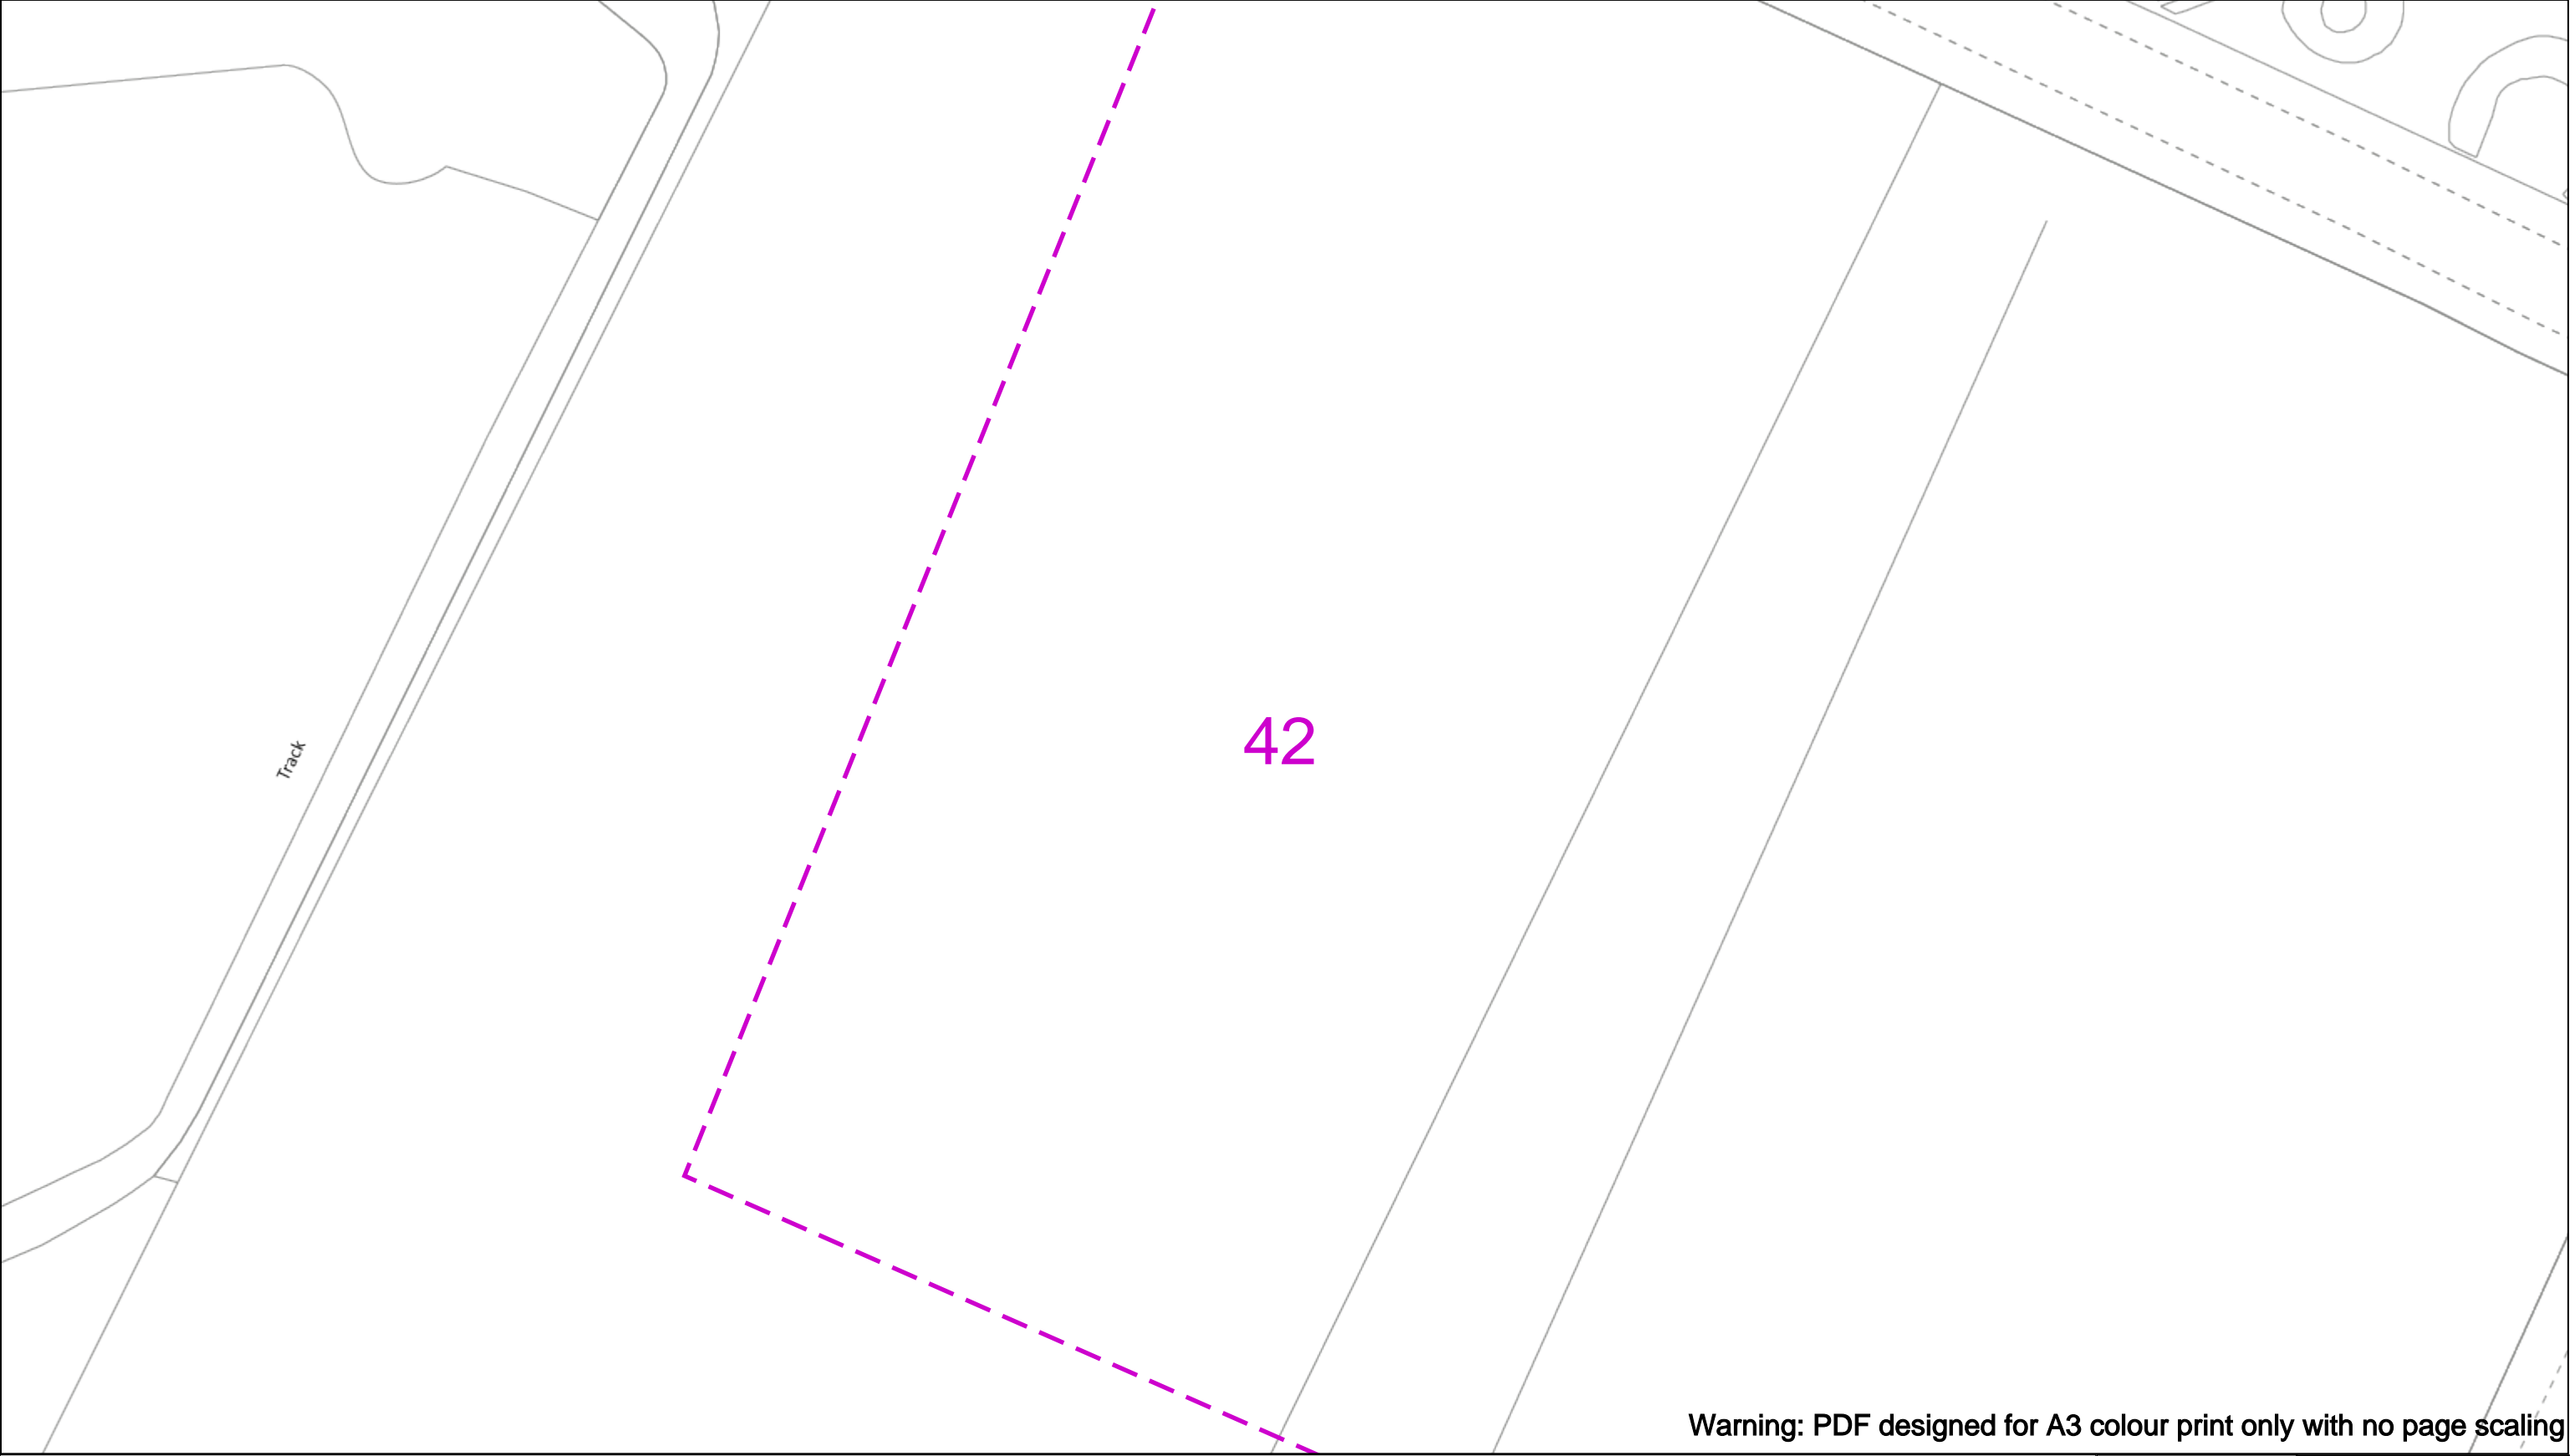 42
Track
Warning: PDF designed for A3 colour print only with no page scaling